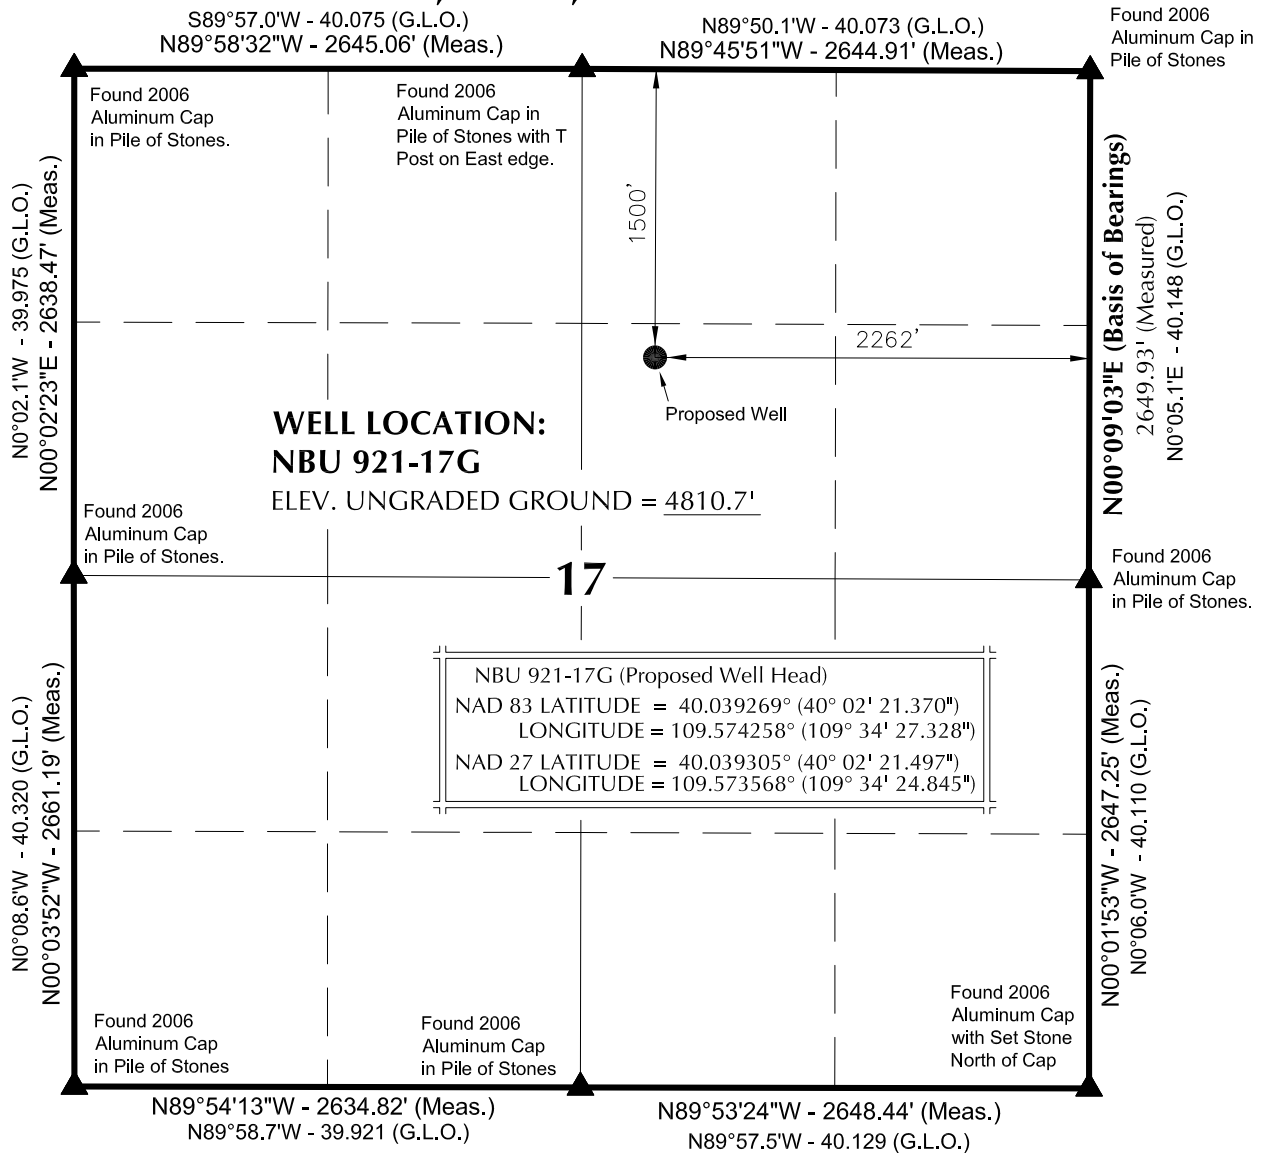 S89°57.0'W - 40.075 (G.L.O.)
N89°58'32"W - 2645.06' (Meas.)
N89°50.1'W - 40.073 (G.L.O.)
N89°45'51"W - 2644.91' (Meas.)
Found 2006
Aluminum Cap in
Pile of Stones
Found 2006
Aluminum Cap
in Pile of Stones.
Found 2006
Aluminum Cap in
Pile of Stones with T
Post on East edge.
N0°02.1'W - 39.975 (G.L.O.)
N00°02'23"E - 2638.47' (Meas.)
1500'
2262'
Proposed Well
N00°09'03"E (Basis of Bearings)
2649.93' (Measured)
N0°05.1'E - 40.148 (G.L.O.)
WELL LOCATION:
NBU 921-17G
ELEV. UNGRADED GROUND = 4810.7'
Found 2006
Aluminum Cap
in Pile of Stones.
17
Found 2006
Aluminum Cap
in Pile of Stones.
NBU 921-17G (Proposed Well Head)
NAD 83 LATITUDE = 40.039269° (40° 02' 21.370")
LONGITUDE = 109.574258° (109° 34' 27.328")
NAD 27 LATITUDE = 40.039305° (40° 02' 21.497")
LONGITUDE = 109.573568° (109° 34' 24.845")
N0°08.6'W - 40.320 (G.L.O.)
N00°03'52"W - 2661.19' (Meas.)
N00°01'53"W - 2647.25' (Meas.)
N0°06.0'W - 40.110 (G.L.O.)
Found 2006
Aluminum Cap
in Pile of Stones
Found 2006
Aluminum Cap
in Pile of Stones
Found 2006
Aluminum Cap
with Set Stone
North of Cap
N89°54'13"W - 2634.82' (Meas.)
N89°58.7'W - 39.921 (G.L.O.)
N89°53'24"W - 2648.44' (Meas.)
N89°57.5'W - 40.129 (G.L.O.)